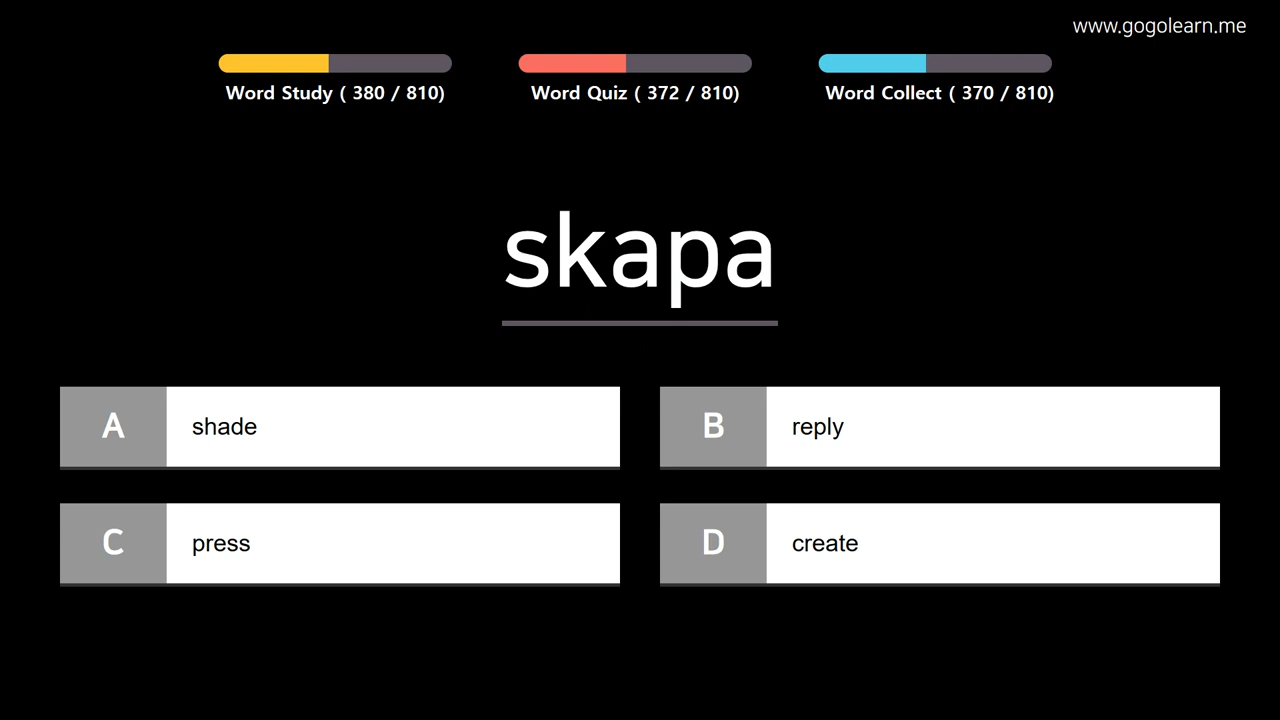 www.gogolearn.me
Word Study ( 380 / 810)
Word Quiz ( 372 / 810)
Word Collect ( 370 / 810)
skapa
A shade
B reply
C press
D create